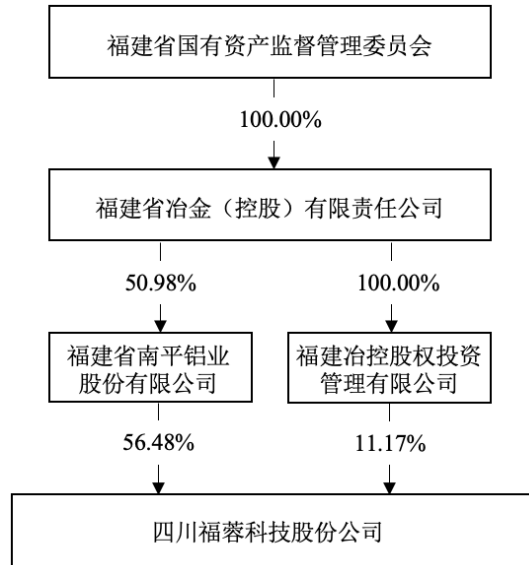 福建省国有资产监督管理委员会
100.00%
福建省冶金（控股）有限责任公司
50.98%
100.00%
福建省南平铝业
股份有限公司
福建冶控股权投资
管理有限公司
56.48%
11.17%
四川福蓉科技股份公司